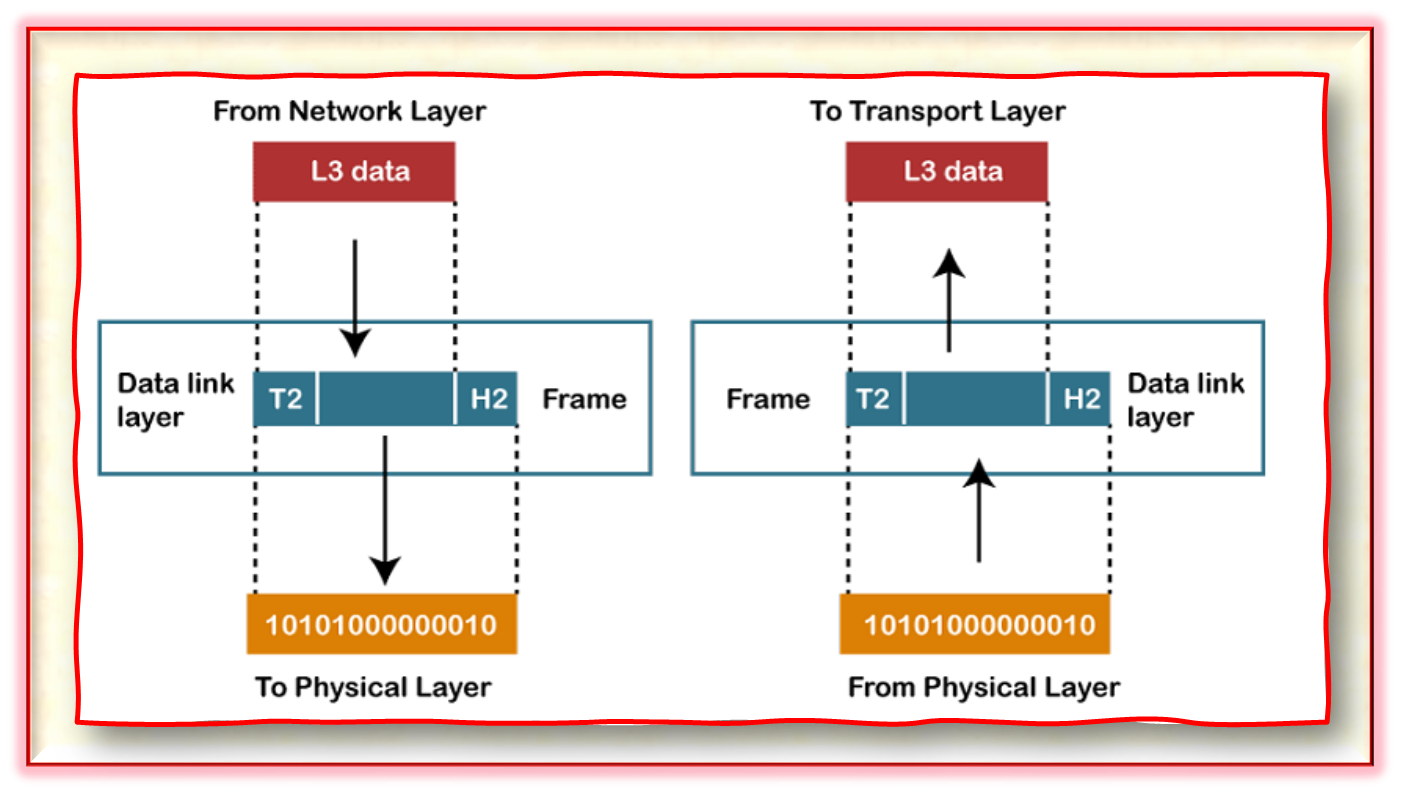 From Network Layer
L3 data
Data link
layer
T2
H2
Frame
10101000000010
To Physical Layer
To Transport Layer
L3 data
Frame
T2
H2
Data link
layer
10101000000010
From Physical Layer